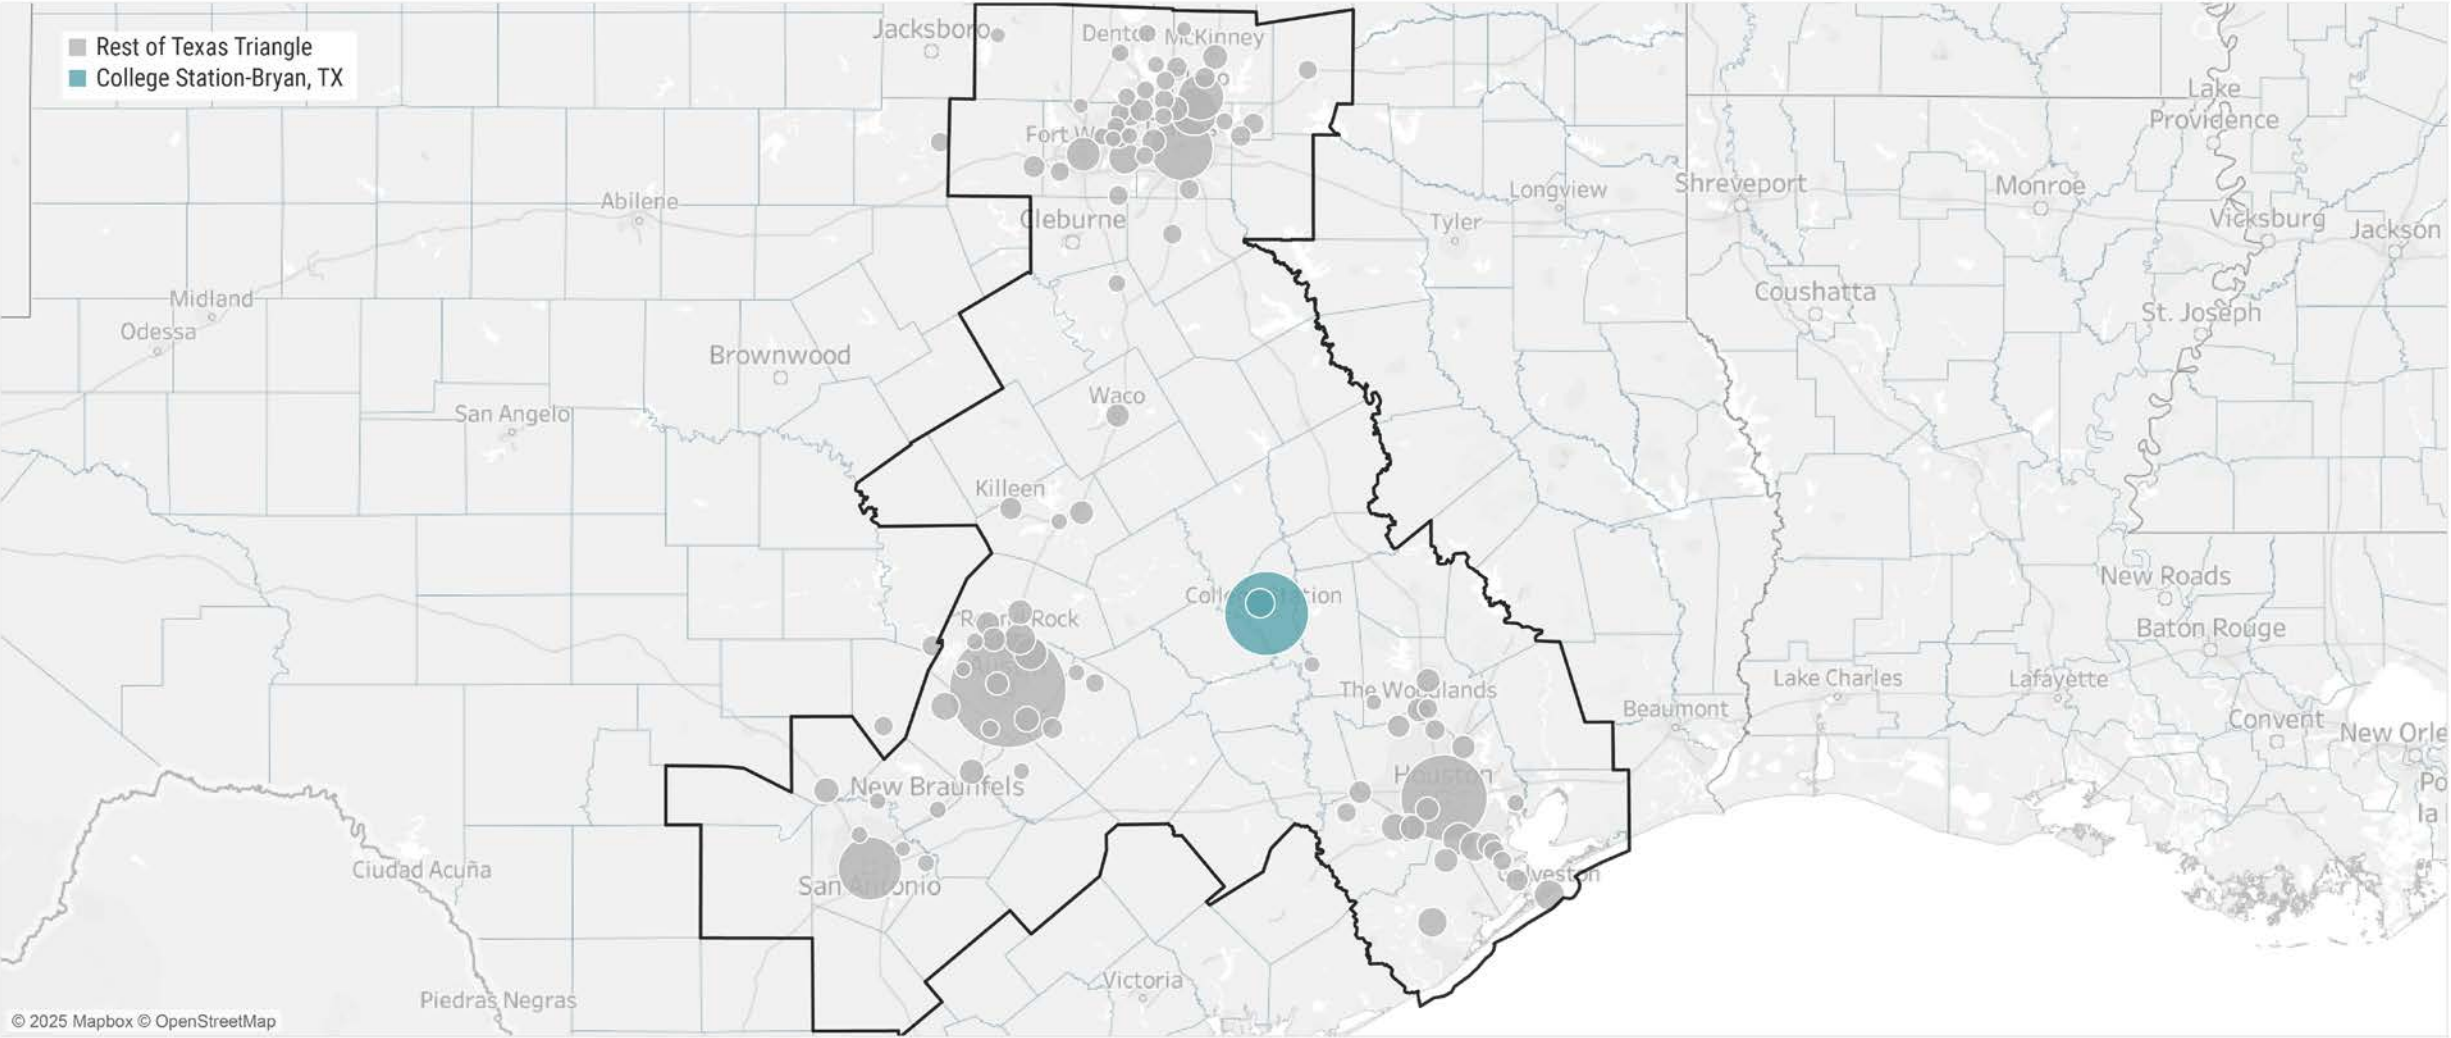 Rest of Texas Triangle
College Station-Bryan, TX
Jacksboro
McKinney
Lake
Providence
Fort
Abilene
Longview
Shreveport
Monroe
Tyler
Cleburne
Vicksburg
Jackson
Midland
Odessa
Coushatta
St. Joseph
Brownwood
Waco
San Angelo
Killeen
New Roads
Rock
Baton Rouge
The Woodlands
Lake Charles
Lafayette
Beaumont
Convent
New Orle
Houston
New Braunfels
Po
la
Ciudad Acuña
San Antonio
Galveston
Victoria
Piedras Negras
© 2025 Mapbox © OpenStreetMap